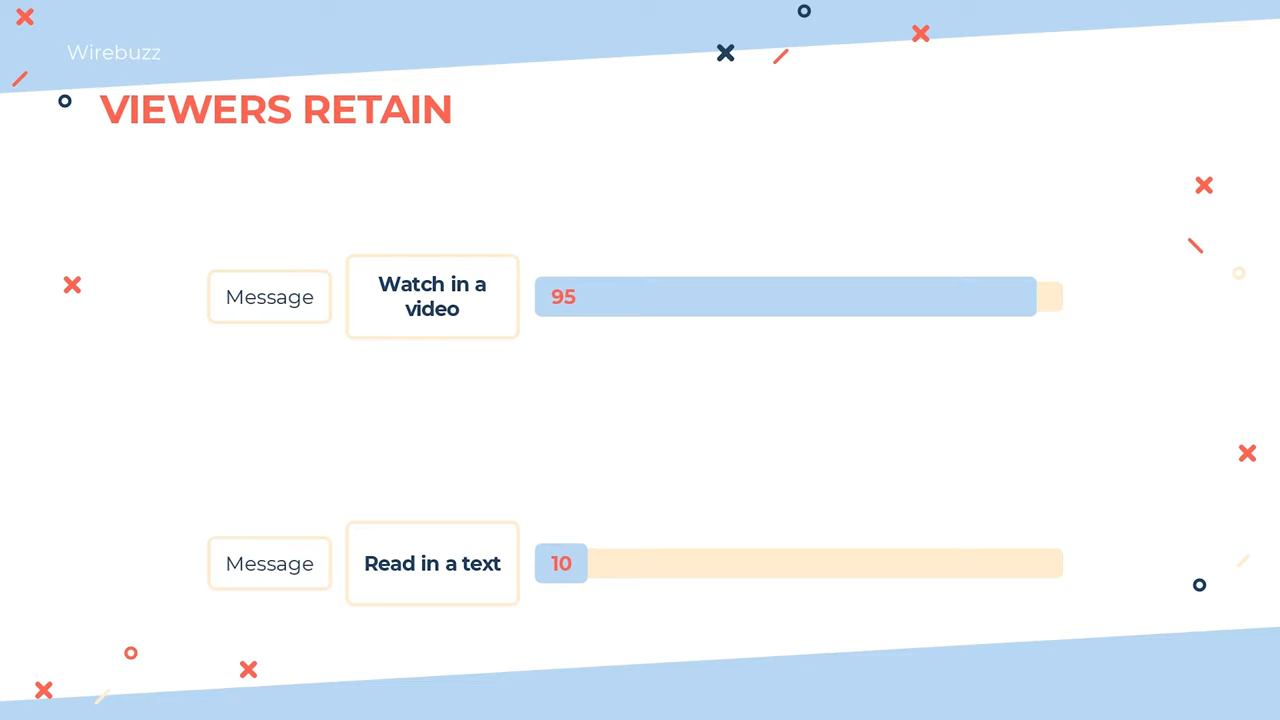 Wirebuzz
VIEWERS RETAIN
Message
Watch in a
video
95
Message
Read in a text
10